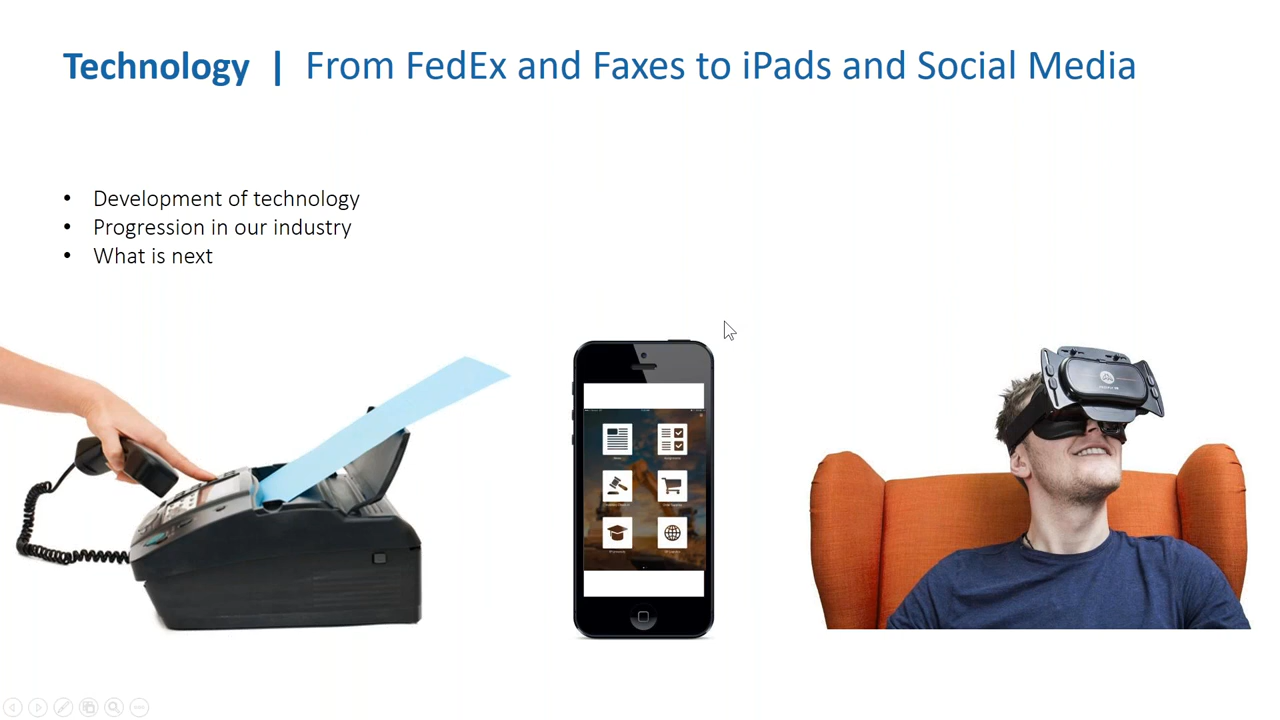 Technology | From FedEx and Faxes to iPads and Social Media
• Development of technology
• Progression in our industry
• What is next